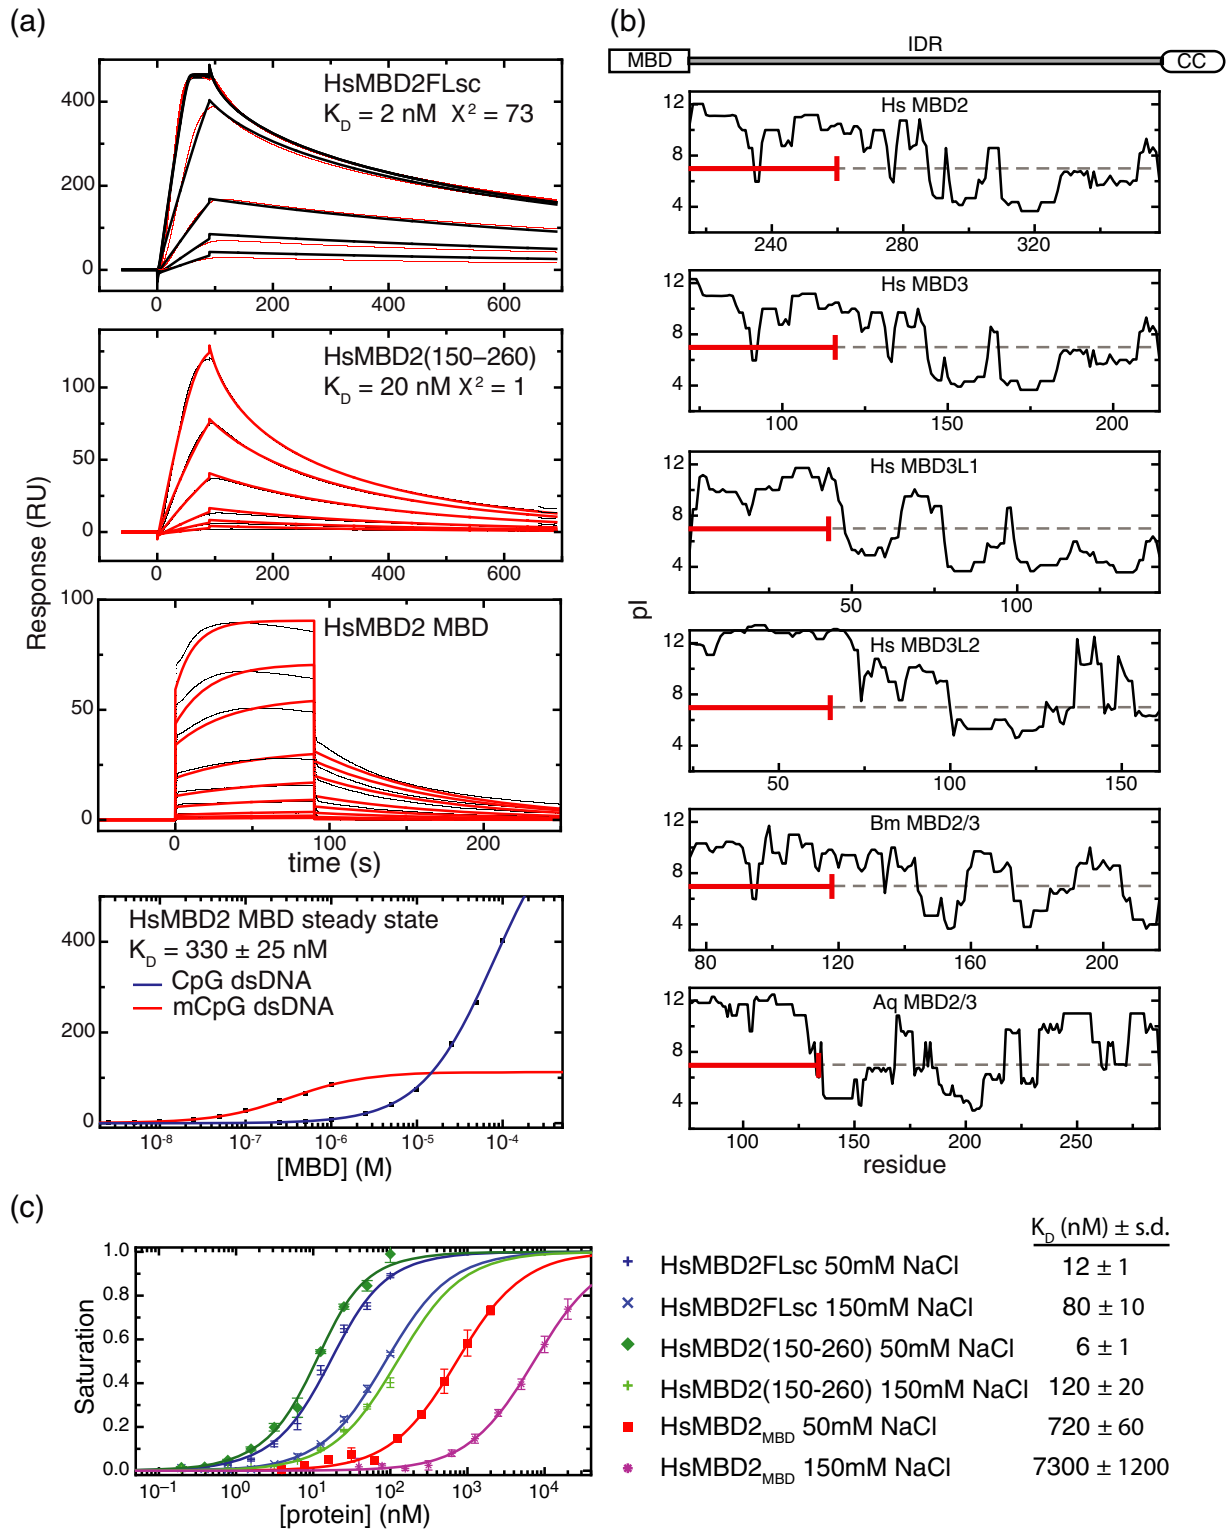 (a)
HsMBD2FLsc
K_D = 2 nM X² = 73
400
200
0
0 200 400 600
HsMBD2(150–260)
K_D = 20 nM X² = 1
100
50
0
0 200 400 600
Response (RU)
HsMBD2 MBD
100
50
0
0 100 200
time (s)
HsMBD2 MBD steady state
K_D = 330 ± 25 nM
CpG dsDNA
mCpG dsDNA
400
200
0
10⁻⁸ 10⁻⁷ 10⁻⁶ 10⁻⁵ 10⁻⁴
[MBD] (M)
(b)
IDR
MBD
CC
Hs MBD2
12
8
4
240 280 320
Hs MBD3
12
8
4
100 150 200
Hs MBD3L1
12
8
4
50 100
pI
Hs MBD3L2
12
8
4
50 100 150
Bm MBD2/3
12
8
4
80 120 160 200
Aq MBD2/3
12
8
4
100 150 200 250
residue
(c)
Saturation
1.0
0.8
0.6
0.4
0.2
0.0
10⁻¹ 10⁰ 10¹ 10² 10³ 10⁴
[protein] (nM)
K_D (nM) ± s.d.
HsMBD2FLsc 50mM NaCl 12 ± 1
HsMBD2FLsc 150mM NaCl 80 ± 10
HsMBD2(150-260) 50mM NaCl 6 ± 1
HsMBD2(150-260) 150mM NaCl 120 ± 20
HsMBD2_MBD 50mM NaCl 720 ± 60
HsMBD2_MBD 150mM NaCl 7300 ± 1200